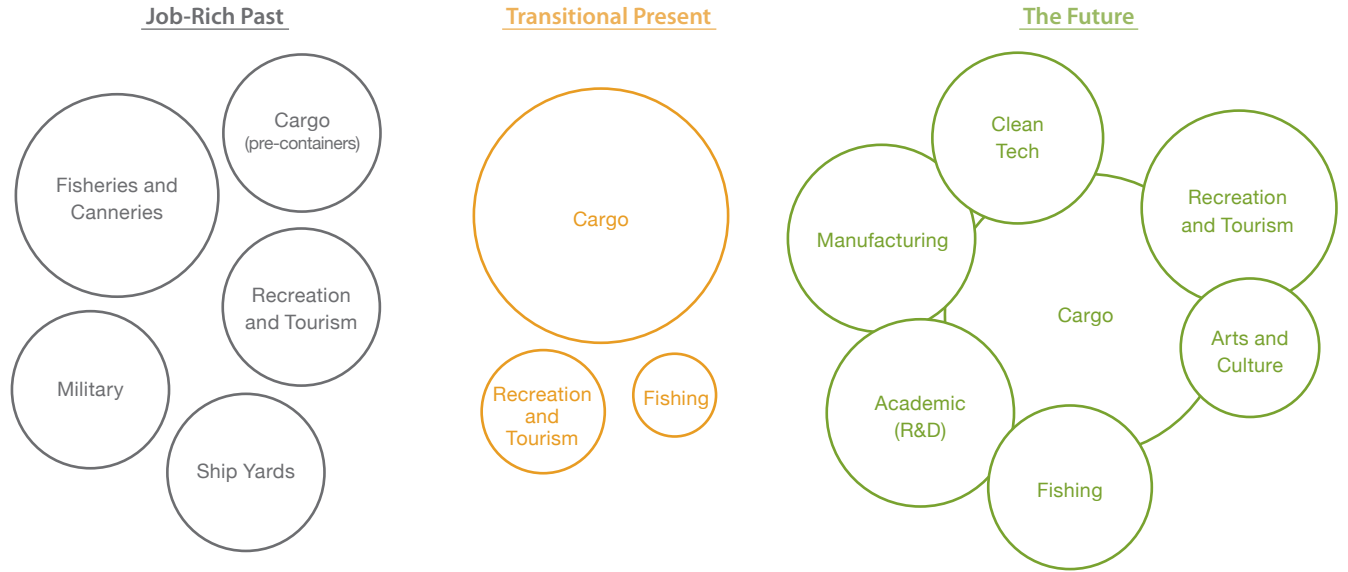 Job-Rich Past
Cargo
(pre-containers)
Fisheries and
Canneries
Recreation
and Tourism
Military
Ship Yards
Transitional Present
Cargo
Recreation
and
Tourism
Fishing
The Future
Clean
Tech
Recreation
and Tourism
Manufacturing
Cargo
Arts and
Culture
Academic
(R&D)
Fishing